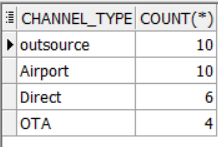 CHANNEL_TYPE COUNT(*)
outsource 10
Airport 10
Direct 6
OTA 4